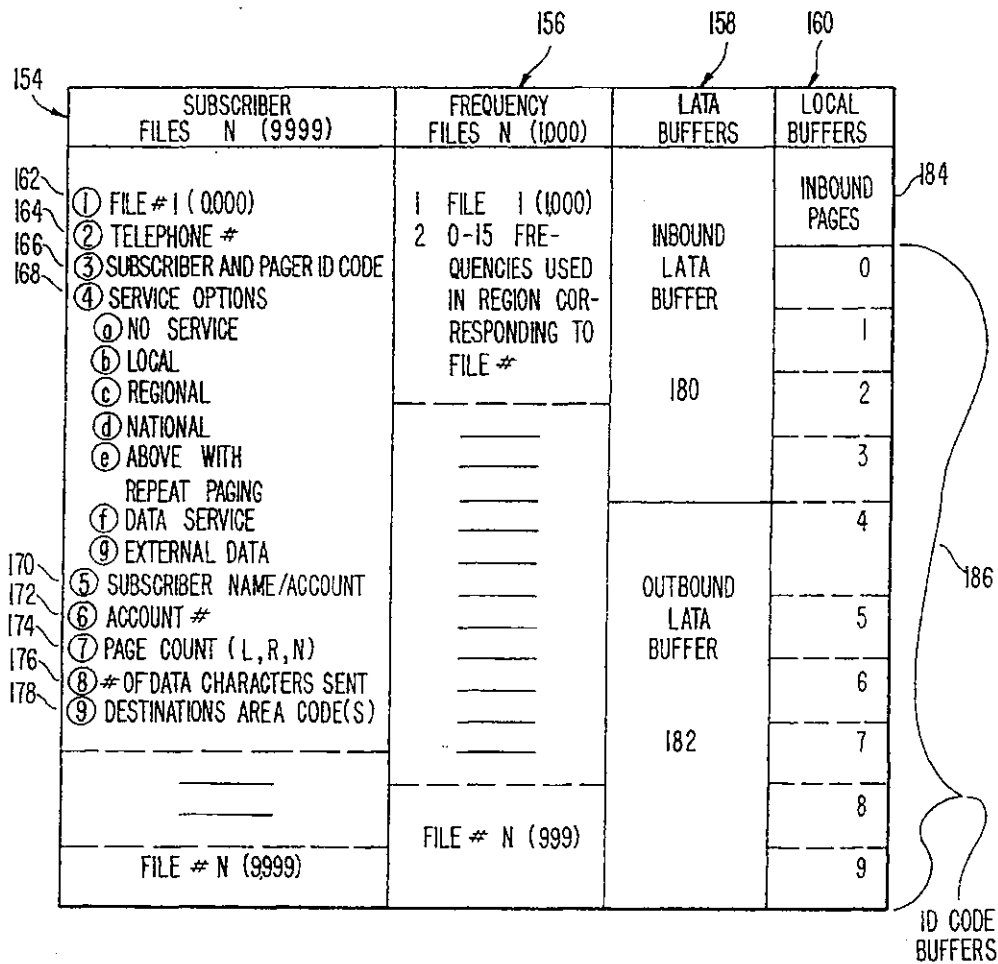 156
158
160
154
SUBSCRIBER
FILES N (9999)
FREQUENCY
FILES N (1,000)
LATA
BUFFERS
LOCAL
BUFFERS
162
164
166
168
① FILE # 1 (0,000)
② TELEPHONE #
③ SUBSCRIBER AND PAGER ID CODE
④ SERVICE OPTIONS
ⓐ NO SERVICE
ⓑ LOCAL
ⓒ REGIONAL
ⓓ NATIONAL
ⓔ ABOVE WITH
REPEAT PAGING
ⓕ DATA SERVICE
ⓖ EXTERNAL DATA
170
172
174
176
178
⑤ SUBSCRIBER NAME/ACCOUNT
⑥ ACCOUNT #
⑦ PAGE COUNT (L,R,N)
⑧ # OF DATA CHARACTERS SENT
⑨ DESTINATIONS AREA CODE(S)
FILE # N (9,999)
1 FILE 1 (1,000)
2 0-15 FRE-
QUENCIES USED
IN REGION COR-
RESPONDING TO
FILE #
FILE # N (999)
INBOUND
LATA
BUFFER
180
OUTBOUND
LATA
BUFFER
182
INBOUND
PAGES
184
0
1
2
3
4
5
6
7
8
9
186
ID CODE
BUFFERS